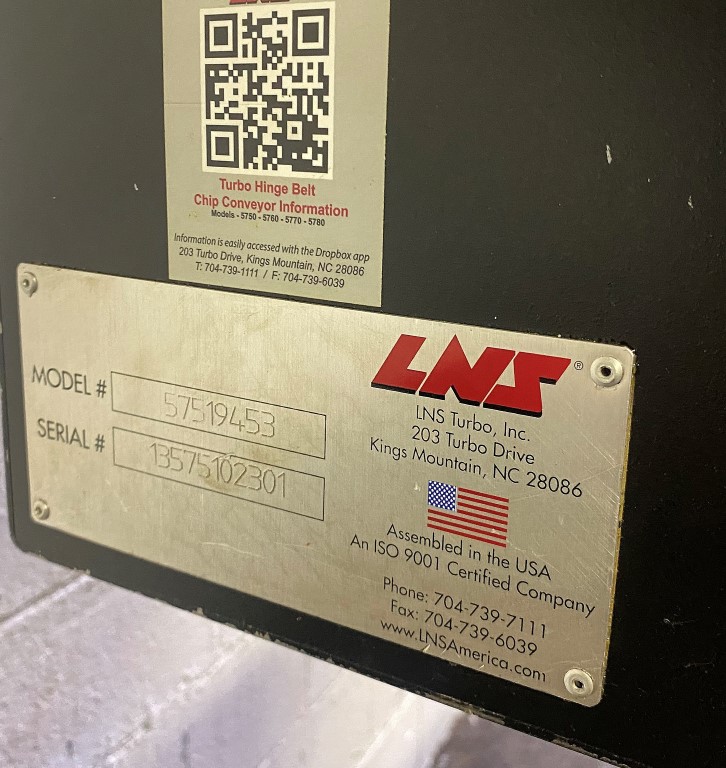 LNS
Turbo Hinge Belt
Chip Conveyor Information
Models - 5750 - 5760 - 5770 - 5780
Information is easily accessed with the Dropbox app
203 Turbo Drive, Kings Mountain, NC 28086
T: 704-739-1111 / F: 704-739-6039
MODEL # 57519453
SERIAL # 13575102301
LNS®
LNS Turbo, Inc.
203 Turbo Drive
Kings Mountain, NC 28086
Assembled in the USA
An ISO 9001 Certified Company
Phone: 704-739-7111
Fax: 704-739-6039
www.LNSAmerica.com